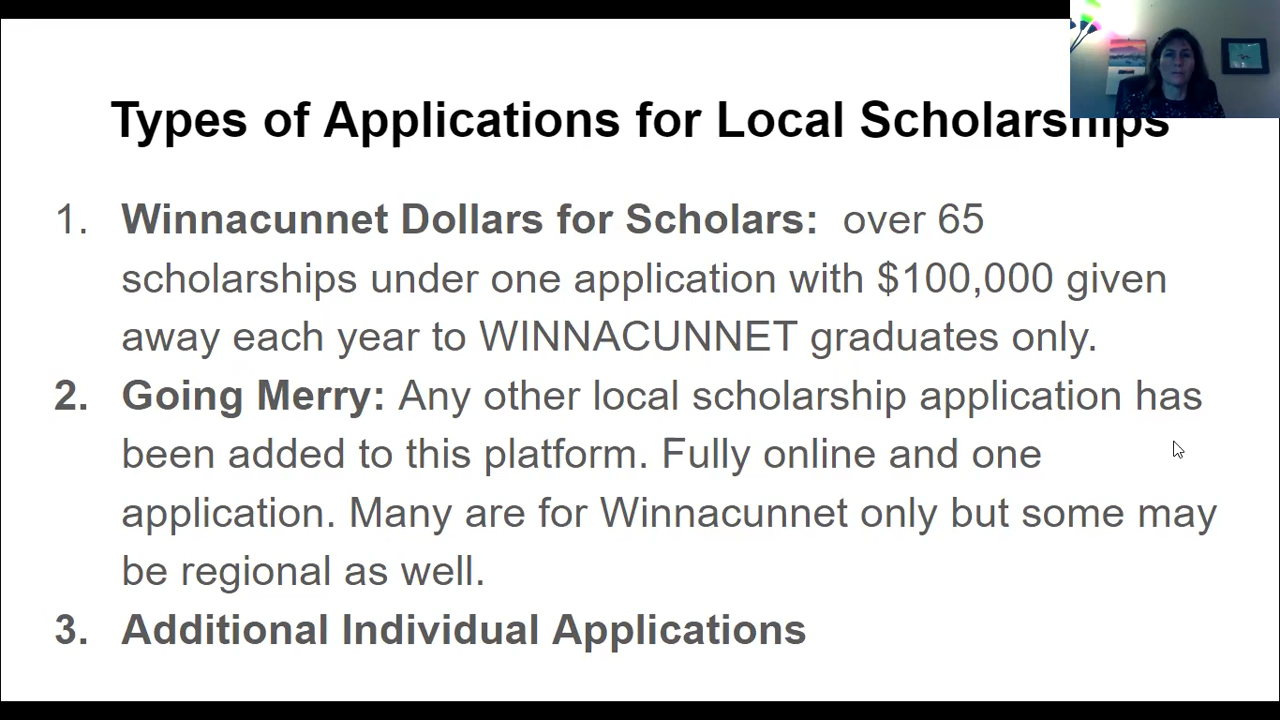 Types of Applications for Local Scholarships
1. Winnacunnet Dollars for Scholars: over 65
scholarships under one application with $100,000 given
away each year to WINNACUNNET graduates only.
2. Going Merry: Any other local scholarship application has
been added to this platform. Fully online and one
application. Many are for Winnacunnet only but some may
be regional as well.
3. Additional Individual Applications